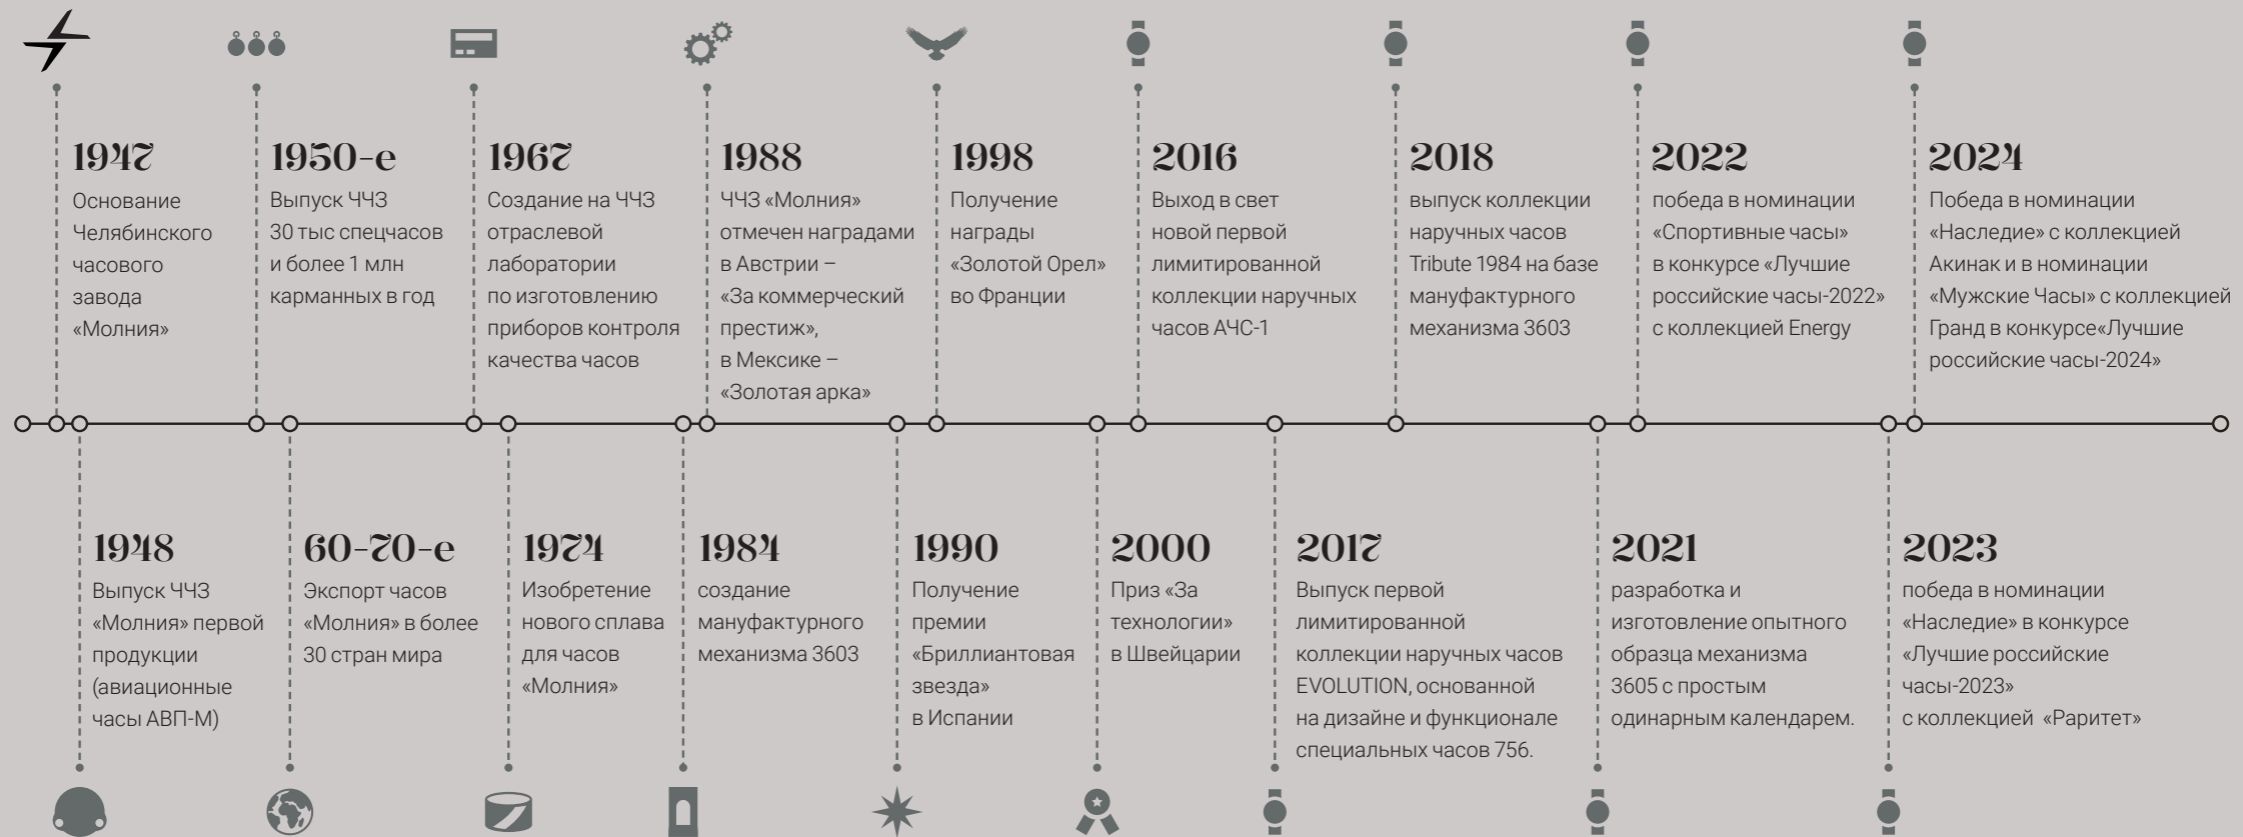 1947
Основание
Челябинского
часового
завода
«Молния»
1950-е
Выпуск ЧЧЗ
30 тыс спецчасов
и более 1 млн
карманных в год
1967
Создание на ЧЧЗ
отраслевой
лаборатории
по изготовлению
приборов контроля
качества часов
1988
ЧЧЗ «Молния»
отмечен наградами
в Австрии –
«За коммерческий
престиж»,
в Мексике –
«Золотая арка»
1998
Получение
награды
«Золотой Орел»
во Франции
2016
Выход в свет
новой первой
лимитированной
коллекции наручных
часов АЧС-1
2018
выпуск коллекции
наручных часов
Tribute 1984 на базе
мануфактурного
механизма 3603
2022
победа в номинации
«Спортивные часы»
в конкурсе «Лучшие
российские часы-2022»
с коллекцией Energy
2024
Победа в номинации
«Наследие» с коллекцией
Акинак и в номинации
«Мужские Часы» с коллекцией
Гранд в конкурсе«Лучшие
российские часы-2024»
1948
Выпуск ЧЧЗ
«Молния» первой
продукции
(авиационные
часы АВП-М)
60-70-е
Экспорт часов
«Молния» в более
30 стран мира
1974
Изобретение
нового сплава
для часов
«Молния»
1984
создание
мануфактурного
механизма 3603
1990
Получение
премии
«Бриллиантовая
звезда»
в Испании
2000
Приз «За
технологии»
в Швейцарии
2017
Выпуск первой
лимитированной
коллекции наручных часов
EVOLUTION, основанной
на дизайне и функционале
специальных часов 756.
2021
разработка и
изготовление опытного
образца механизма
3605 с простым
одинарным календарем.
2023
победа в номинации
«Наследие» в конкурсе
«Лучшие российские
часы-2023»
с коллекцией «Раритет»